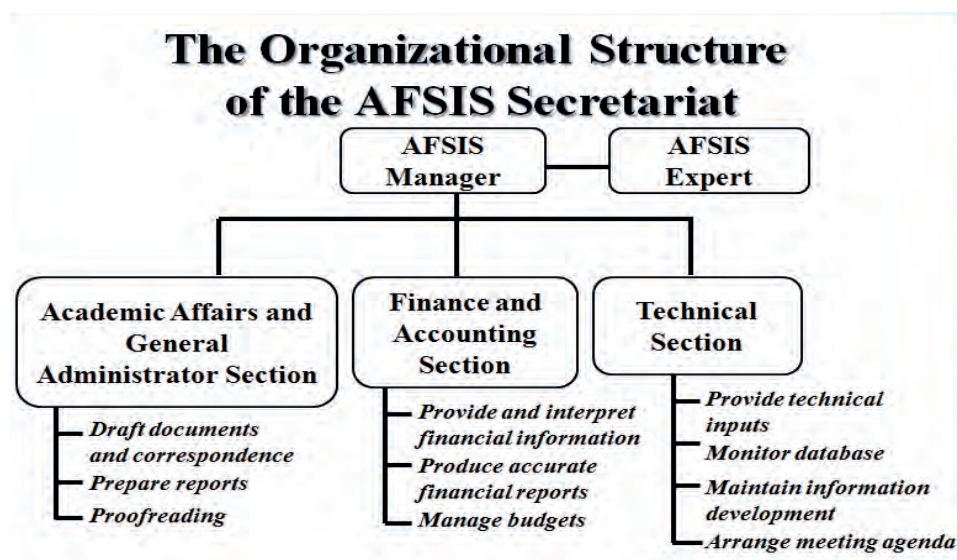 The Organizational Structure
of the AFSIS Secretariat
AFSIS
Manager
AFSIS
Expert
Academic Affairs and
General
Administrator Section
Finance and
Accounting
Section
Technical
Section
Draft documents
and correspondence
Prepare reports
Proofreading
Provide and interpret
financial information
Produce accurate
financial reports
Manage budgets
Provide technical
inputs
Monitor database
Maintain information
development
Arrange meeting agenda